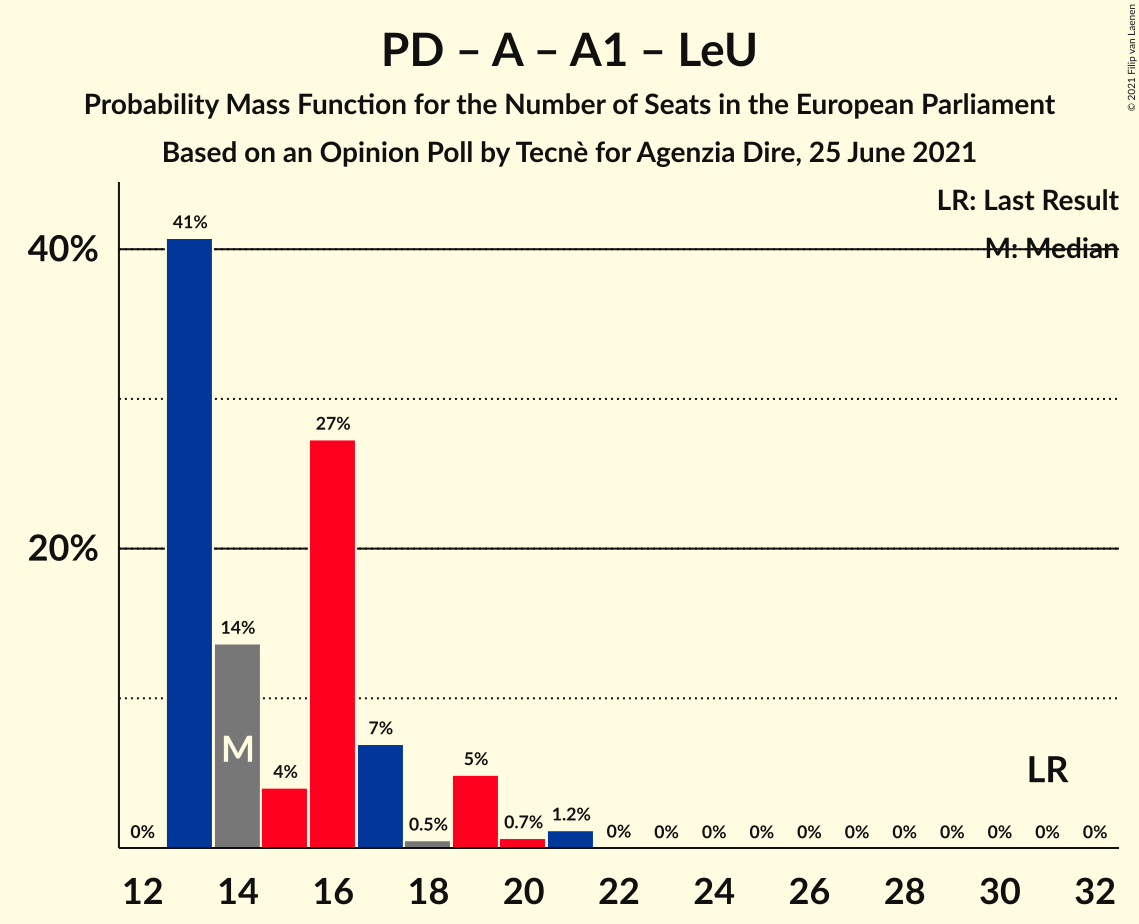 PD – A – A1 – LeU
Probability Mass Function for the Number of Seats in the European Parliament
Based on an Opinion Poll by Tecnè for Agenzia Dire, 25 June 2021
© 2021 Filip van Laenen
LR: Last Result
M: Median
40%
20%
0%
41%
14%
4%
27%
7%
0.5%
5%
0.7%
1.2%
0%
0%
0%
0%
0%
0%
0%
0%
0%
0%
0%
M
LR
12 14 16 18 20 22 24 26 28 30 32